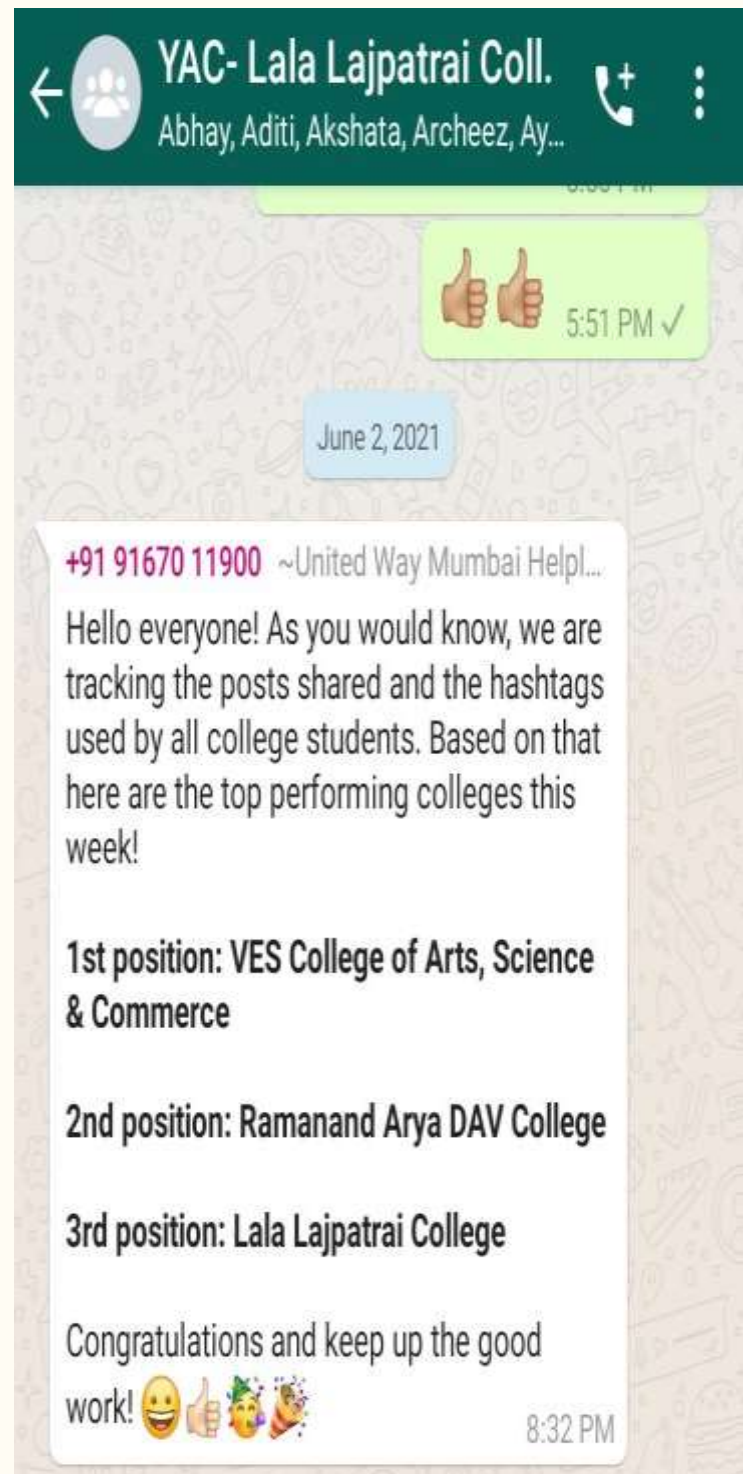 YAC- Lala Lajpatrai Coll.
Abhay, Aditi, Akshata, Archeez, Ay...
5:51 PM
June 2, 2021
+91 91670 11900 ~United Way Mumbai Helpl...
Hello everyone! As you would know, we are
tracking the posts shared and the hashtags
used by all college students. Based on that
here are the top performing colleges this
week!
1st position: VES College of Arts, Science
& Commerce
2nd position: Ramanand Arya DAV College
3rd position: Lala Lajpatrai College
Congratulations and keep up the good
work! 😀👍🥳🎉
8:32 PM